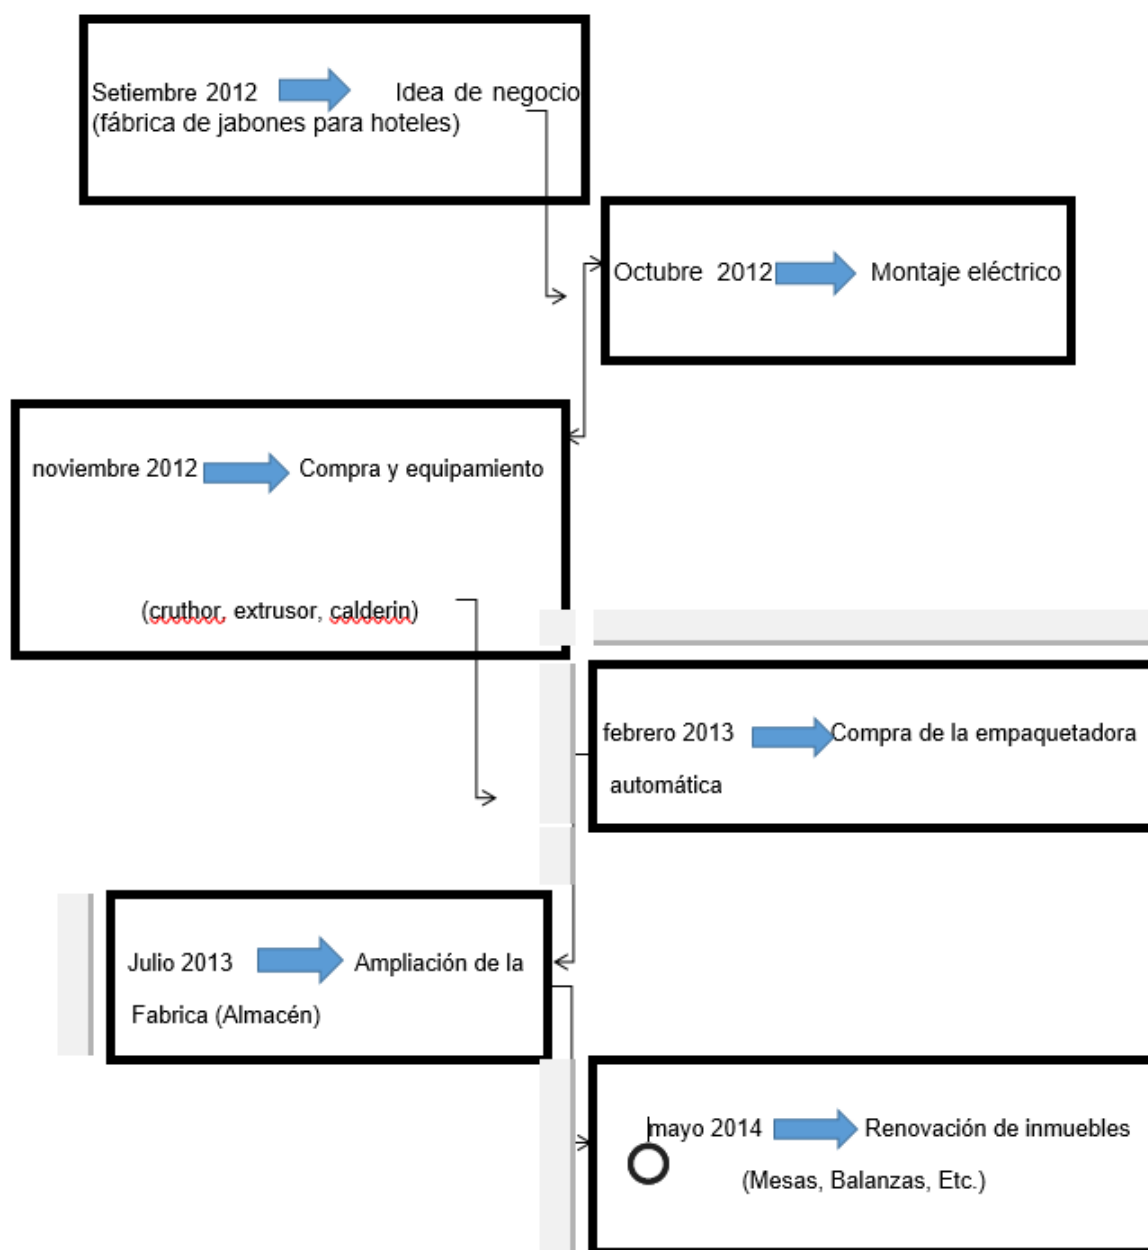 Setiembre 2012 Idea de negocio
(fábrica de jabones para hoteles)
Octubre 2012 Montaje eléctrico
noviembre 2012 Compra y equipamiento
(cruthor, extrusor, calderin)
febrero 2013 Compra de la empaquetadora
automática
Julio 2013 Ampliación de la
Fabrica (Almacén)
mayo 2014 Renovación de inmuebles
(Mesas, Balanzas, Etc.)